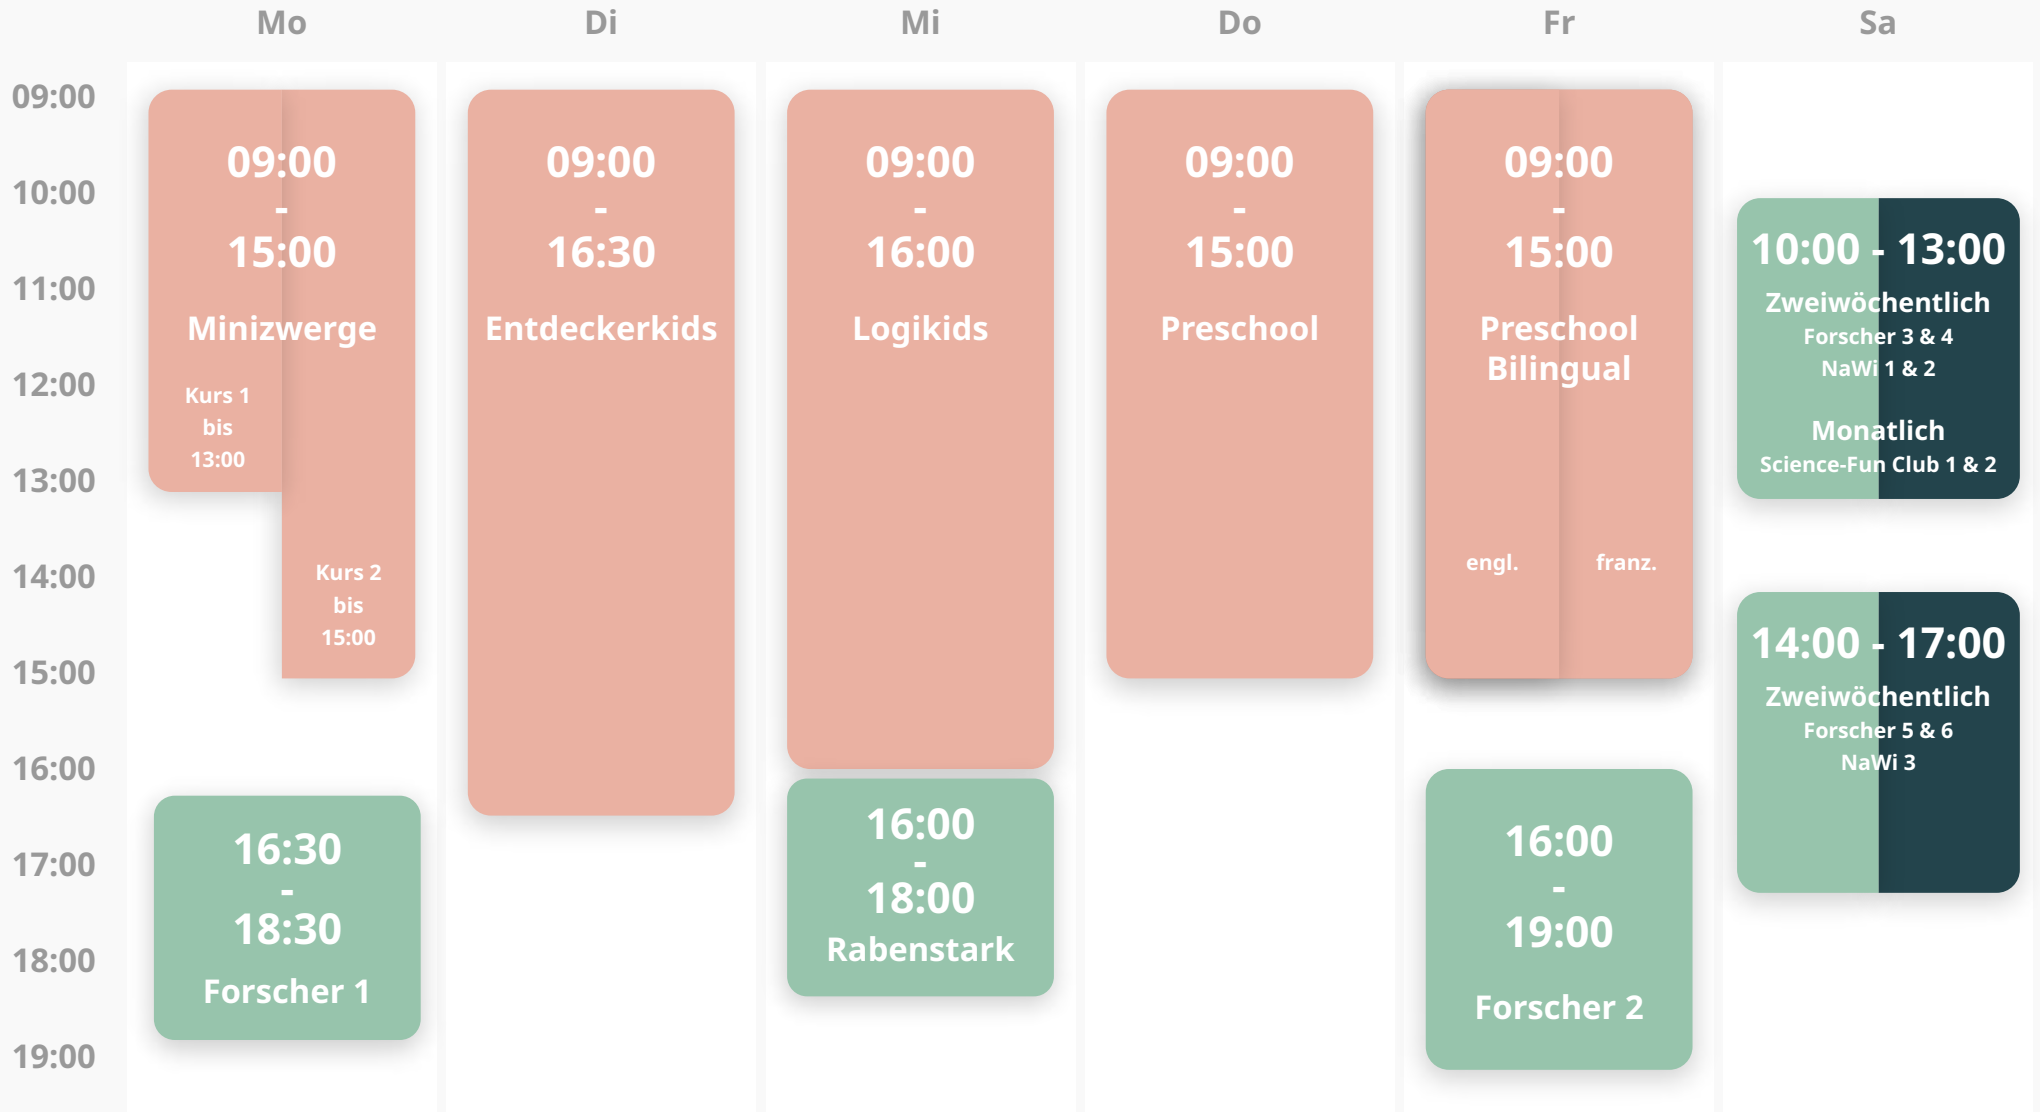 Mo
Di
Mi
Do
Fr
Sa
09:00
10:00
11:00
12:00
13:00
14:00
15:00
16:00
17:00
18:00
19:00
09:00
-
15:00
Minizwerge
Kurs 1
bis
13:00
Kurs 2
bis
15:00
16:30
-
18:30
Forscher 1
09:00
-
16:30
Entdeckerkids
09:00
-
16:00
Logikids
16:00
-
18:00
Rabenstark
09:00
-
15:00
Preschool
09:00
-
15:00
Preschool
Bilingual
engl.
franz.
16:00
-
19:00
Forscher 2
10:00 - 13:00
Zweiwöchentlich
Forscher 3 & 4
NaWi 1 & 2
Monatlich
Science-Fun Club 1 & 2
14:00 - 17:00
Zweiwöchentlich
Forscher 5 & 6
NaWi 3